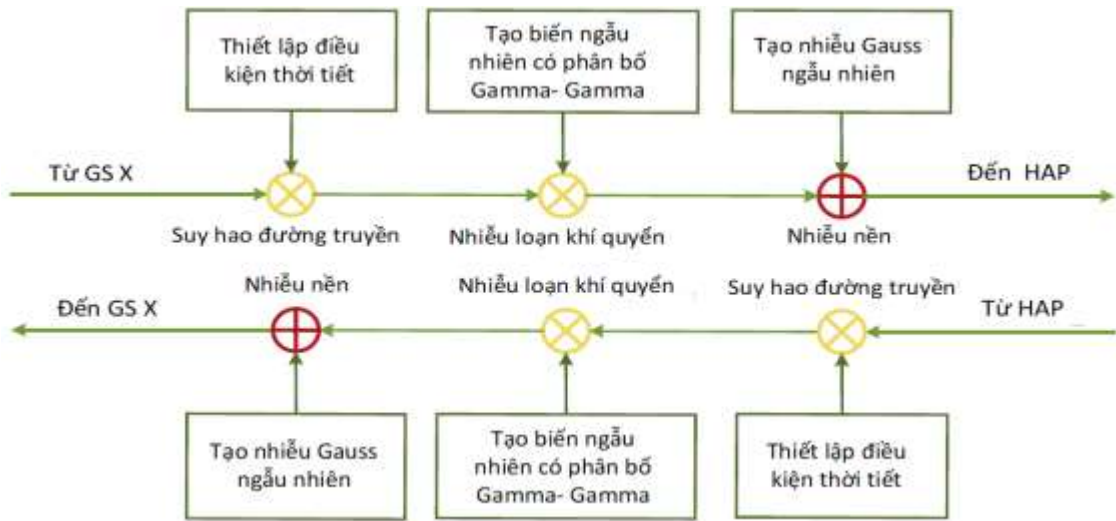 Thiết lập điều
kiện thời tiết
Tạo biến ngẫu
nhiên có phân bố
Gamma- Gamma
Tạo nhiễu Gauss
ngẫu nhiên
Từ GS X
Đến HAP
Suy hao đường truyền
Nhiễu loạn khí quyển
Nhiễu nền
Nhiễu nền
Nhiễu loạn khí quyển
Suy hao đường truyền
Đến GS X
Từ HAP
Tạo nhiễu Gauss
ngẫu nhiên
Tạo biến ngẫu
nhiên có phân bố
Gamma- Gamma
Thiết lập điều
kiện thời tiết